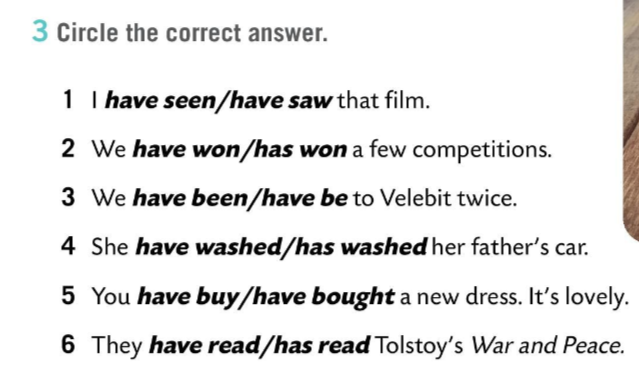 3 Circle the correct answer.
1 I have seen/have saw that film.
2 We have won/has won a few competitions.
3 We have been/have be to Velebit twice.
4 She have washed/has washed her father's car.
5 You have buy/have bought a new dress. It's lovely.
6 They have read/has read Tolstoy's War and Peace.